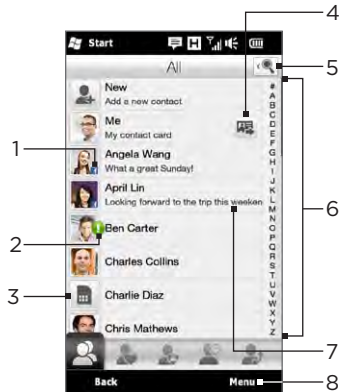 4
Start
H
All
5
New
Add a new contact
#
A
B
C
D
E
F
G
H
I
J
K
L
M
N
O
P
Q
R
S
T
U
V
W
X
Y
Z
Me
My contact card
1
Angela Wang
What a great Sunday!
April Lin
Looking forward to the trip this weeken
6
2
Ben Carter
Charles Collins
3
Charlie Diaz
7
Chris Mathews
Back Menu
8